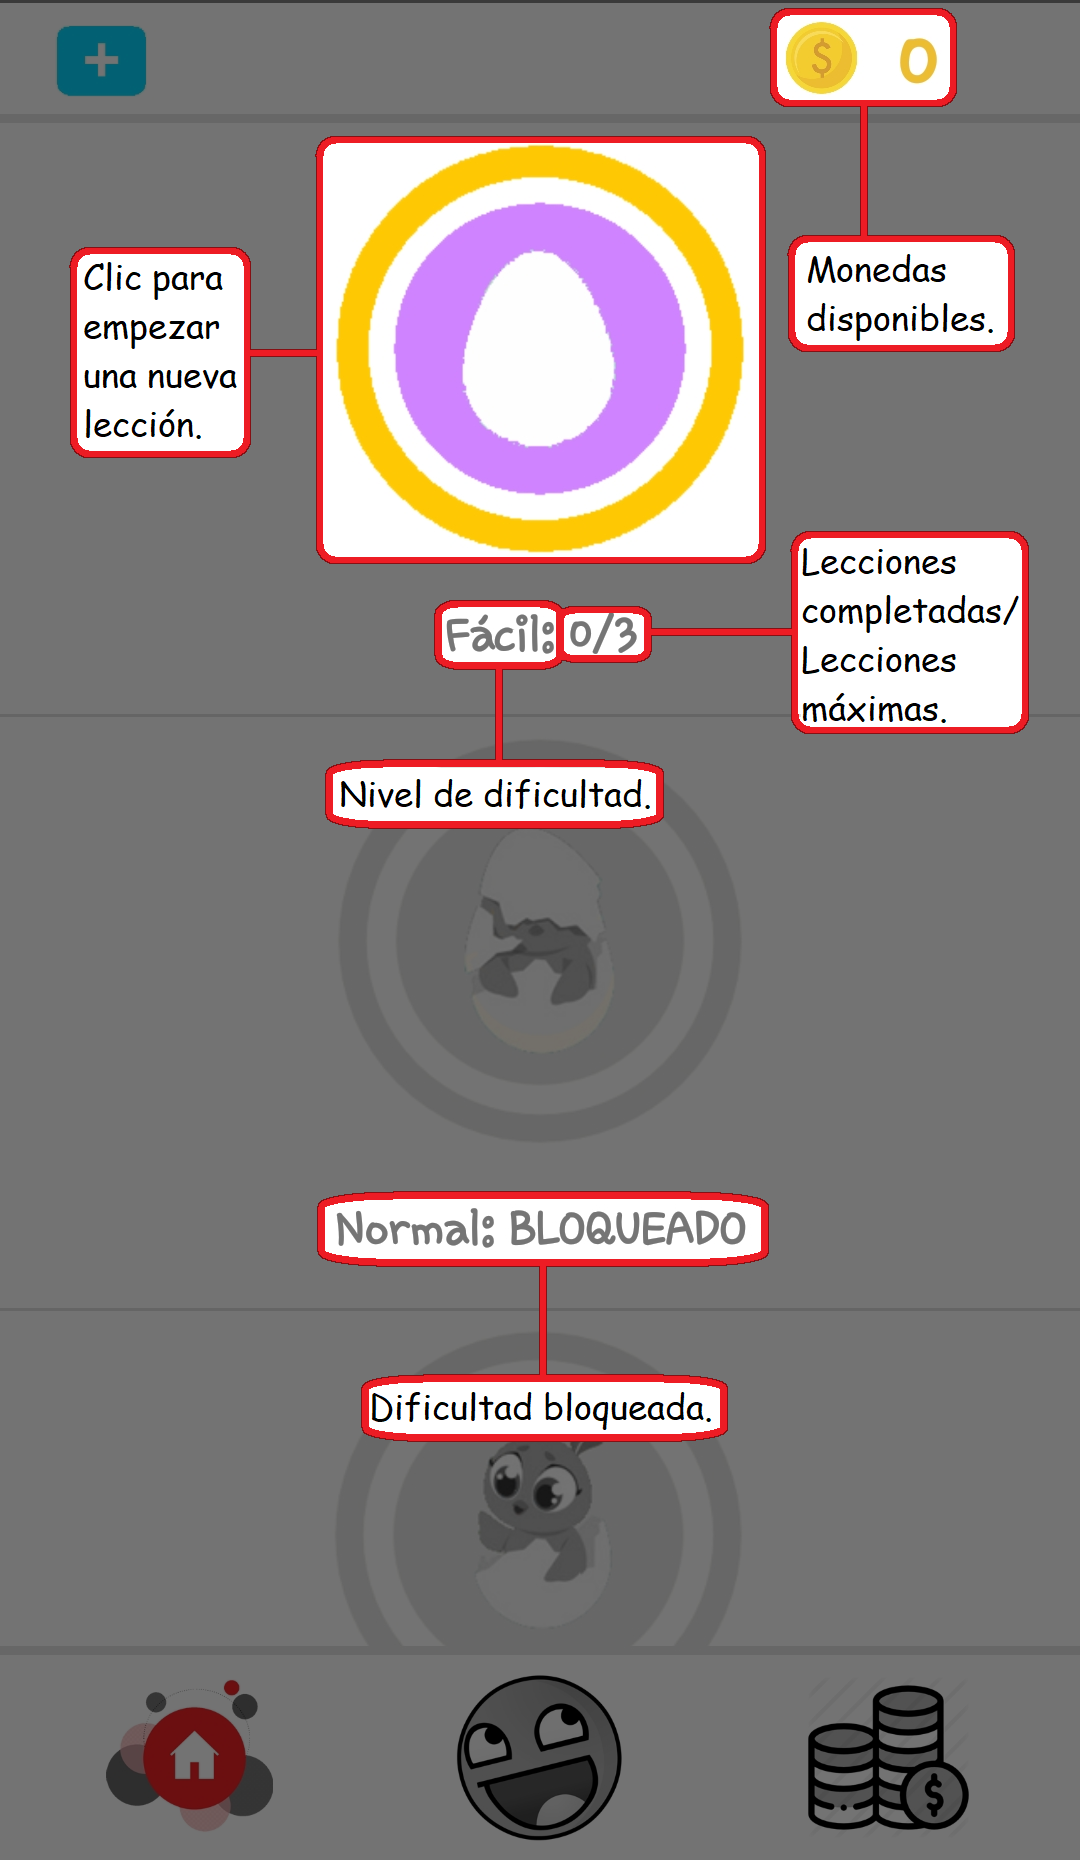 +
$ 0
Clic para
empezar
una nueva
lección.
Monedas
disponibles.
Fácil: 0/3
Lecciones
completadas/
Lecciones
máximas.
Nivel de dificultad.
Normal: BLOQUEADO
Dificultad bloqueada.
$